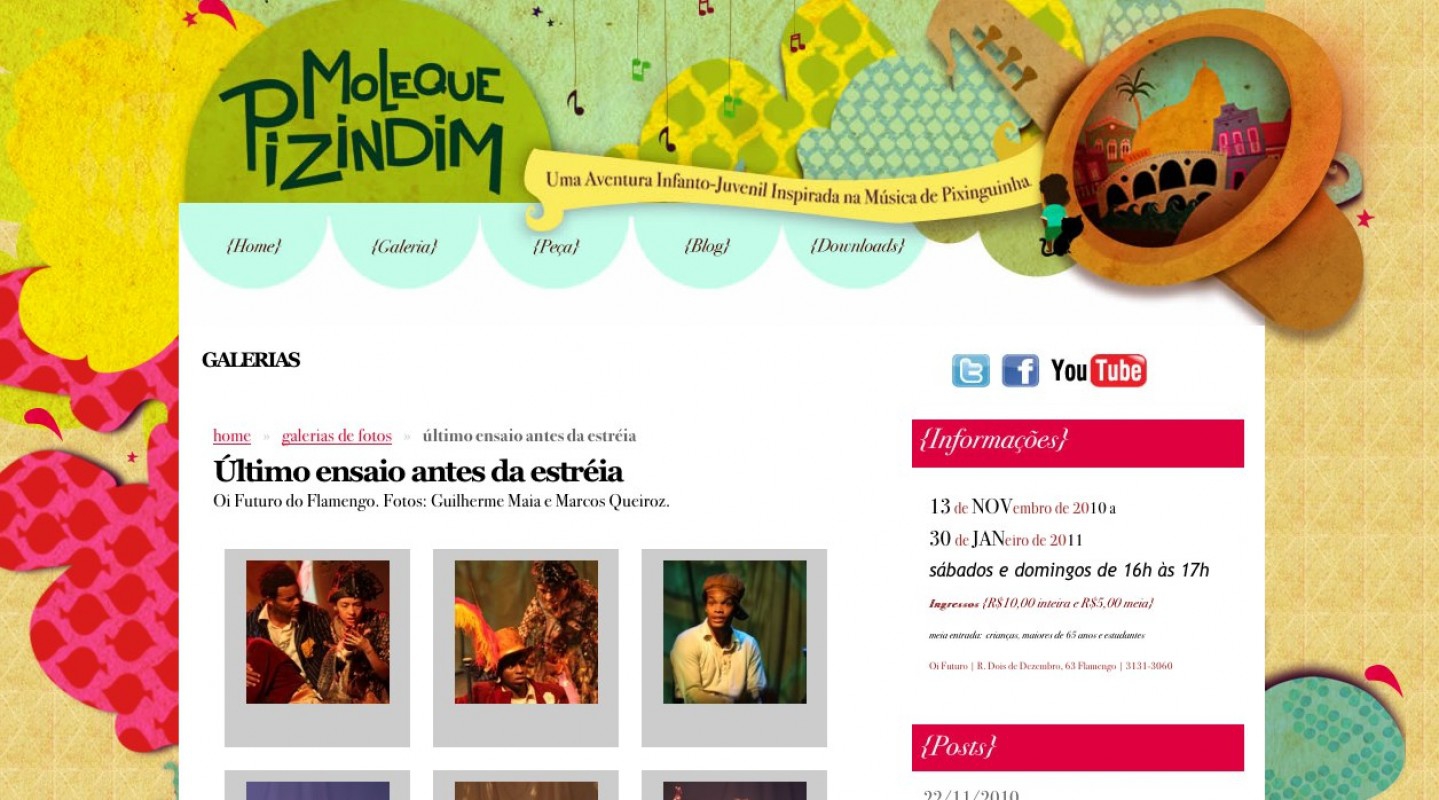 MOLEQUE
PIZINDIM
Uma Aventura Infanto-Juvenil Inspirada na Música de Pixinguinha
{Home} {Galeria} {Peça} {Blog} {Downloads}
GALERIAS
home » galerias de fotos » último ensaio antes da estréia
Último ensaio antes da estréia
Oi Futuro do Flamengo. Fotos: Guilherme Maia e Marcos Queiroz.
t f YouTube
{Informações}
13 de NOVembro de 2010 a
30 de JANeiro de 2011
sábados e domingos de 16h às 17h
Ingressos {R$10,00 inteira e R$5,00 meia}
meia entrada: crianças, maiores de 65 anos e estudantes
Oi Futuro | R. Dois de Dezembro, 63 Flamengo | 3131-3060
{Posts}
22/11/2010